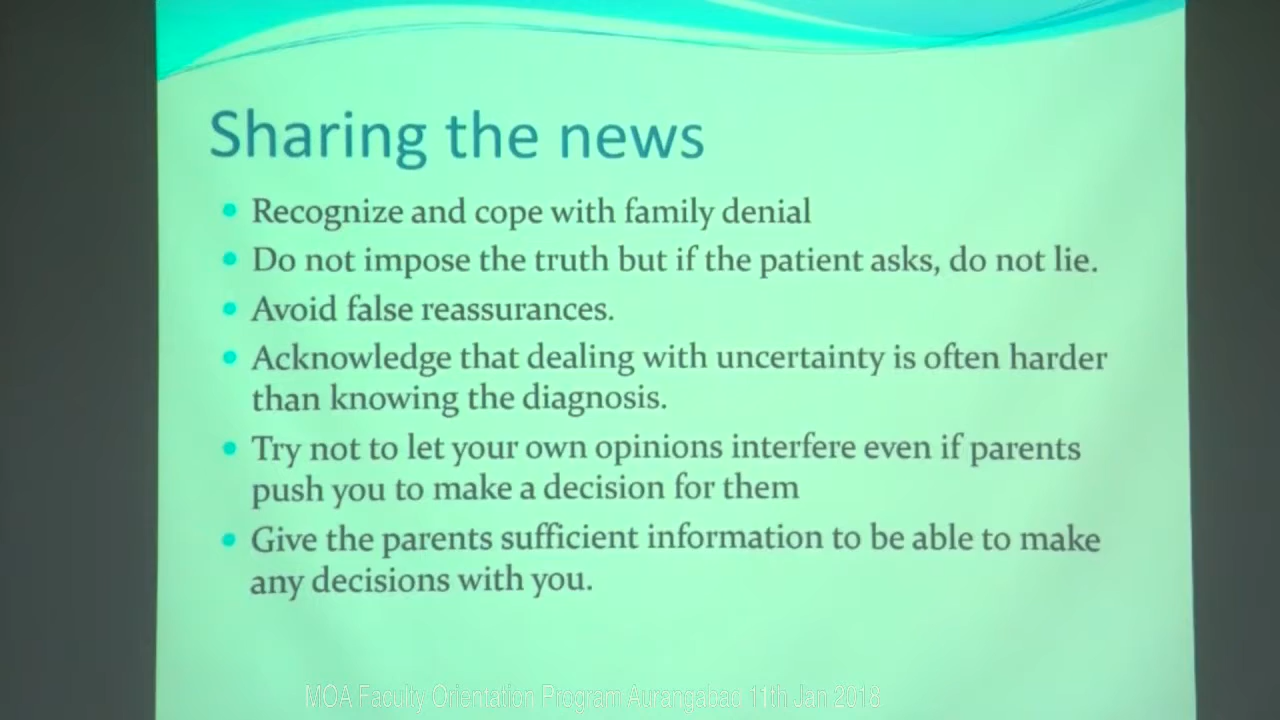 Sharing the news
• Recognize and cope with family denial
• Do not impose the truth but if the patient asks, do not lie.
• Avoid false reassurances.
• Acknowledge that dealing with uncertainty is often harder
than knowing the diagnosis.
• Try not to let your own opinions interfere even if parents
push you to make a decision for them
• Give the parents sufficient information to be able to make
any decisions with you.
MOA Faculty Orientation Program Aurangabad 11th Jan 2018